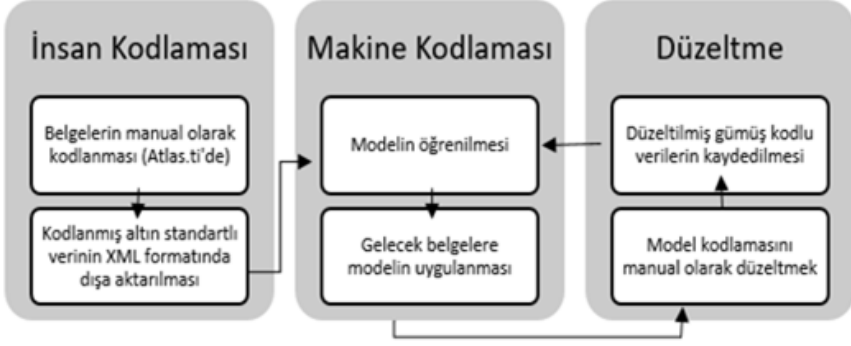 İnsan Kodlaması
Belgelerin manual olarak
kodlanması (Atlas.ti'de)
Kodlanmış altın standartlı
verinin XML formatında
dışa aktarılması
Makine Kodlaması
Modelin öğrenilmesi
Gelecek belgelere
modelin uygulanması
Düzeltme
Düzeltilmiş gümüş kodlu
verilerin kaydedilmesi
Model kodlamasını
manual olarak düzeltmek